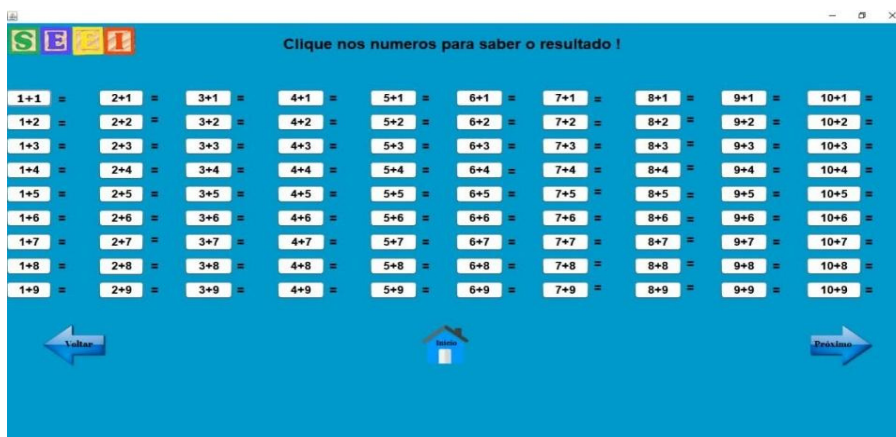 SEEI
Clique nos numeros para saber o resultado !
1+1 = 2+1 = 3+1 = 4+1 = 5+1 = 6+1 = 7+1 = 8+1 = 9+1 = 10+1 =
1+2 = 2+2 = 3+2 = 4+2 = 5+2 = 6+2 = 7+2 = 8+2 = 9+2 = 10+2 =
1+3 = 2+3 = 3+3 = 4+3 = 5+3 = 6+3 = 7+3 = 8+3 = 9+3 = 10+3 =
1+4 = 2+4 = 3+4 = 4+4 = 5+4 = 6+4 = 7+4 = 8+4 = 9+4 = 10+4 =
1+5 = 2+5 = 3+5 = 4+5 = 5+5 = 6+5 = 7+5 = 8+5 = 9+5 = 10+5 =
1+6 = 2+6 = 3+6 = 4+6 = 5+6 = 6+6 = 7+6 = 8+6 = 9+6 = 10+6 =
1+7 = 2+7 = 3+7 = 4+7 = 5+7 = 6+7 = 7+7 = 8+7 = 9+7 = 10+7 =
1+8 = 2+8 = 3+8 = 4+8 = 5+8 = 6+8 = 7+8 = 8+8 = 9+8 = 10+8 =
1+9 = 2+9 = 3+9 = 4+9 = 5+9 = 6+9 = 7+9 = 8+9 = 9+9 = 10+9 =
Voltar Inicio Próximo